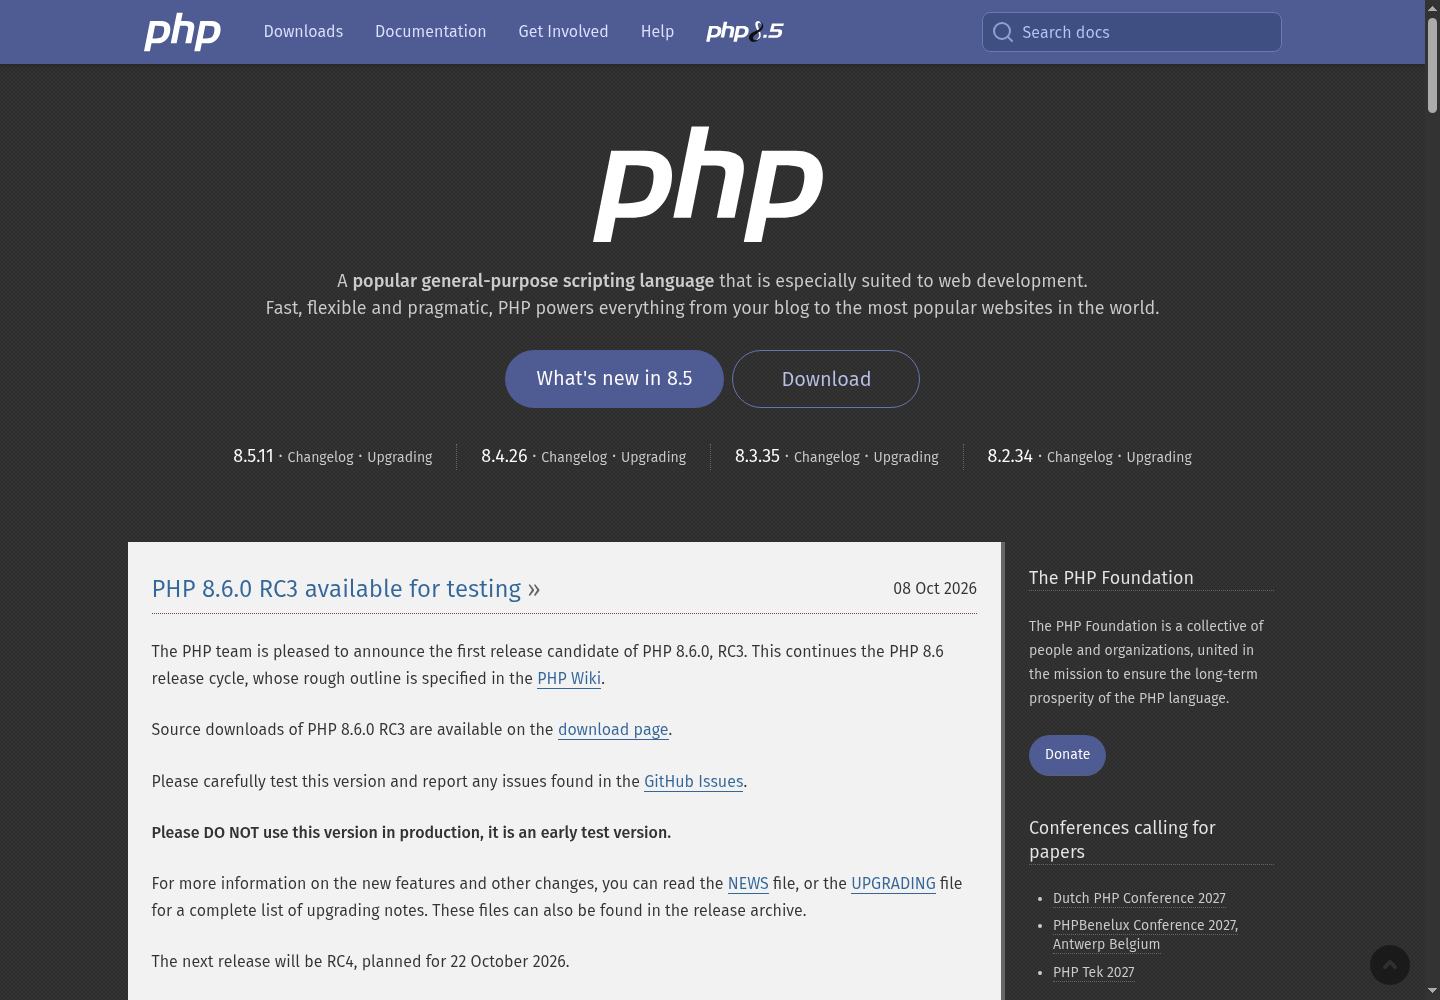 php
Downloads
Documentation
Get Involved
Help
php8.5
Search docs
php
A popular general-purpose scripting language that is especially suited to web development.
Fast, flexible and pragmatic, PHP powers everything from your blog to the most popular websites in the world.
What's new in 8.5
Download
8.5.11 · Changelog · Upgrading
8.4.26 · Changelog · Upgrading
8.3.35 · Changelog · Upgrading
8.2.34 · Changelog · Upgrading
PHP 8.6.0 RC3 available for testing »
08 Oct 2026
The PHP team is pleased to announce the first release candidate of PHP 8.6.0, RC3. This continues the PHP 8.6
release cycle, whose rough outline is specified in the PHP Wiki.
Source downloads of PHP 8.6.0 RC3 are available on the download page.
Please carefully test this version and report any issues found in the GitHub Issues.
Please DO NOT use this version in production, it is an early test version.
For more information on the new features and other changes, you can read the NEWS file, or the UPGRADING file
for a complete list of upgrading notes. These files can also be found in the release archive.
The next release will be RC4, planned for 22 October 2026.
The PHP Foundation
The PHP Foundation is a collective of
people and organizations, united in
the mission to ensure the long-term
prosperity of the PHP language.
Donate
Conferences calling for
papers
Dutch PHP Conference 2027
PHPBenelux Conference 2027,
Antwerp Belgium
PHP Tek 2027